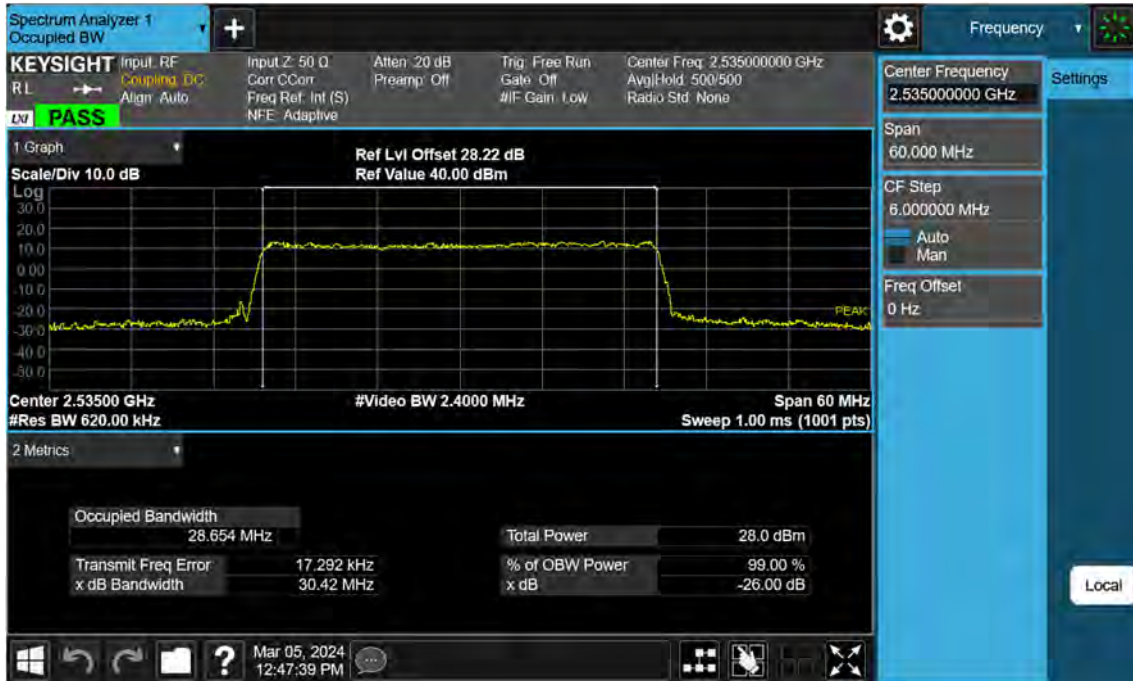 Spectrum Analyzer 1
Occupied BW
+
Frequency
KEYSIGHT
RL
LXI
PASS
Input: RF
Coupling: DC
Align: Auto
Input Z: 50 Ω
Corr CCorr
Freq Ref: Int (S)
NFE: Adaptive
Atten: 20 dB
Preamp: Off
Trig: Free Run
Gate: Off
#IF Gain: Low
Center Freq: 2.535000000 GHz
Avg|Hold: 500/500
Radio Std: None
Center Frequency
2.535000000 GHz
Settings
Span
60.000 MHz
CF Step
6.000000 MHz
Auto
Man
Freq Offset
0 Hz
Local
1 Graph
Scale/Div 10.0 dB
Ref Lvl Offset 28.22 dB
Ref Value 40.00 dBm
Log
30.0
20.0
10.0
0.00
-10.0
-20.0
-30.0
-40.0
-50.0
PEAK
Center 2.53500 GHz
#Video BW 2.4000 MHz
Span 60 MHz
#Res BW 620.00 kHz
Sweep 1.00 ms (1001 pts)
2 Metrics
Occupied Bandwidth
28.654 MHz
Total Power 28.0 dBm
Transmit Freq Error 17.292 kHz
% of OBW Power 99.00 %
x dB Bandwidth 30.42 MHz
x dB -26.00 dB
?
Mar 05, 2024
12:47:39 PM